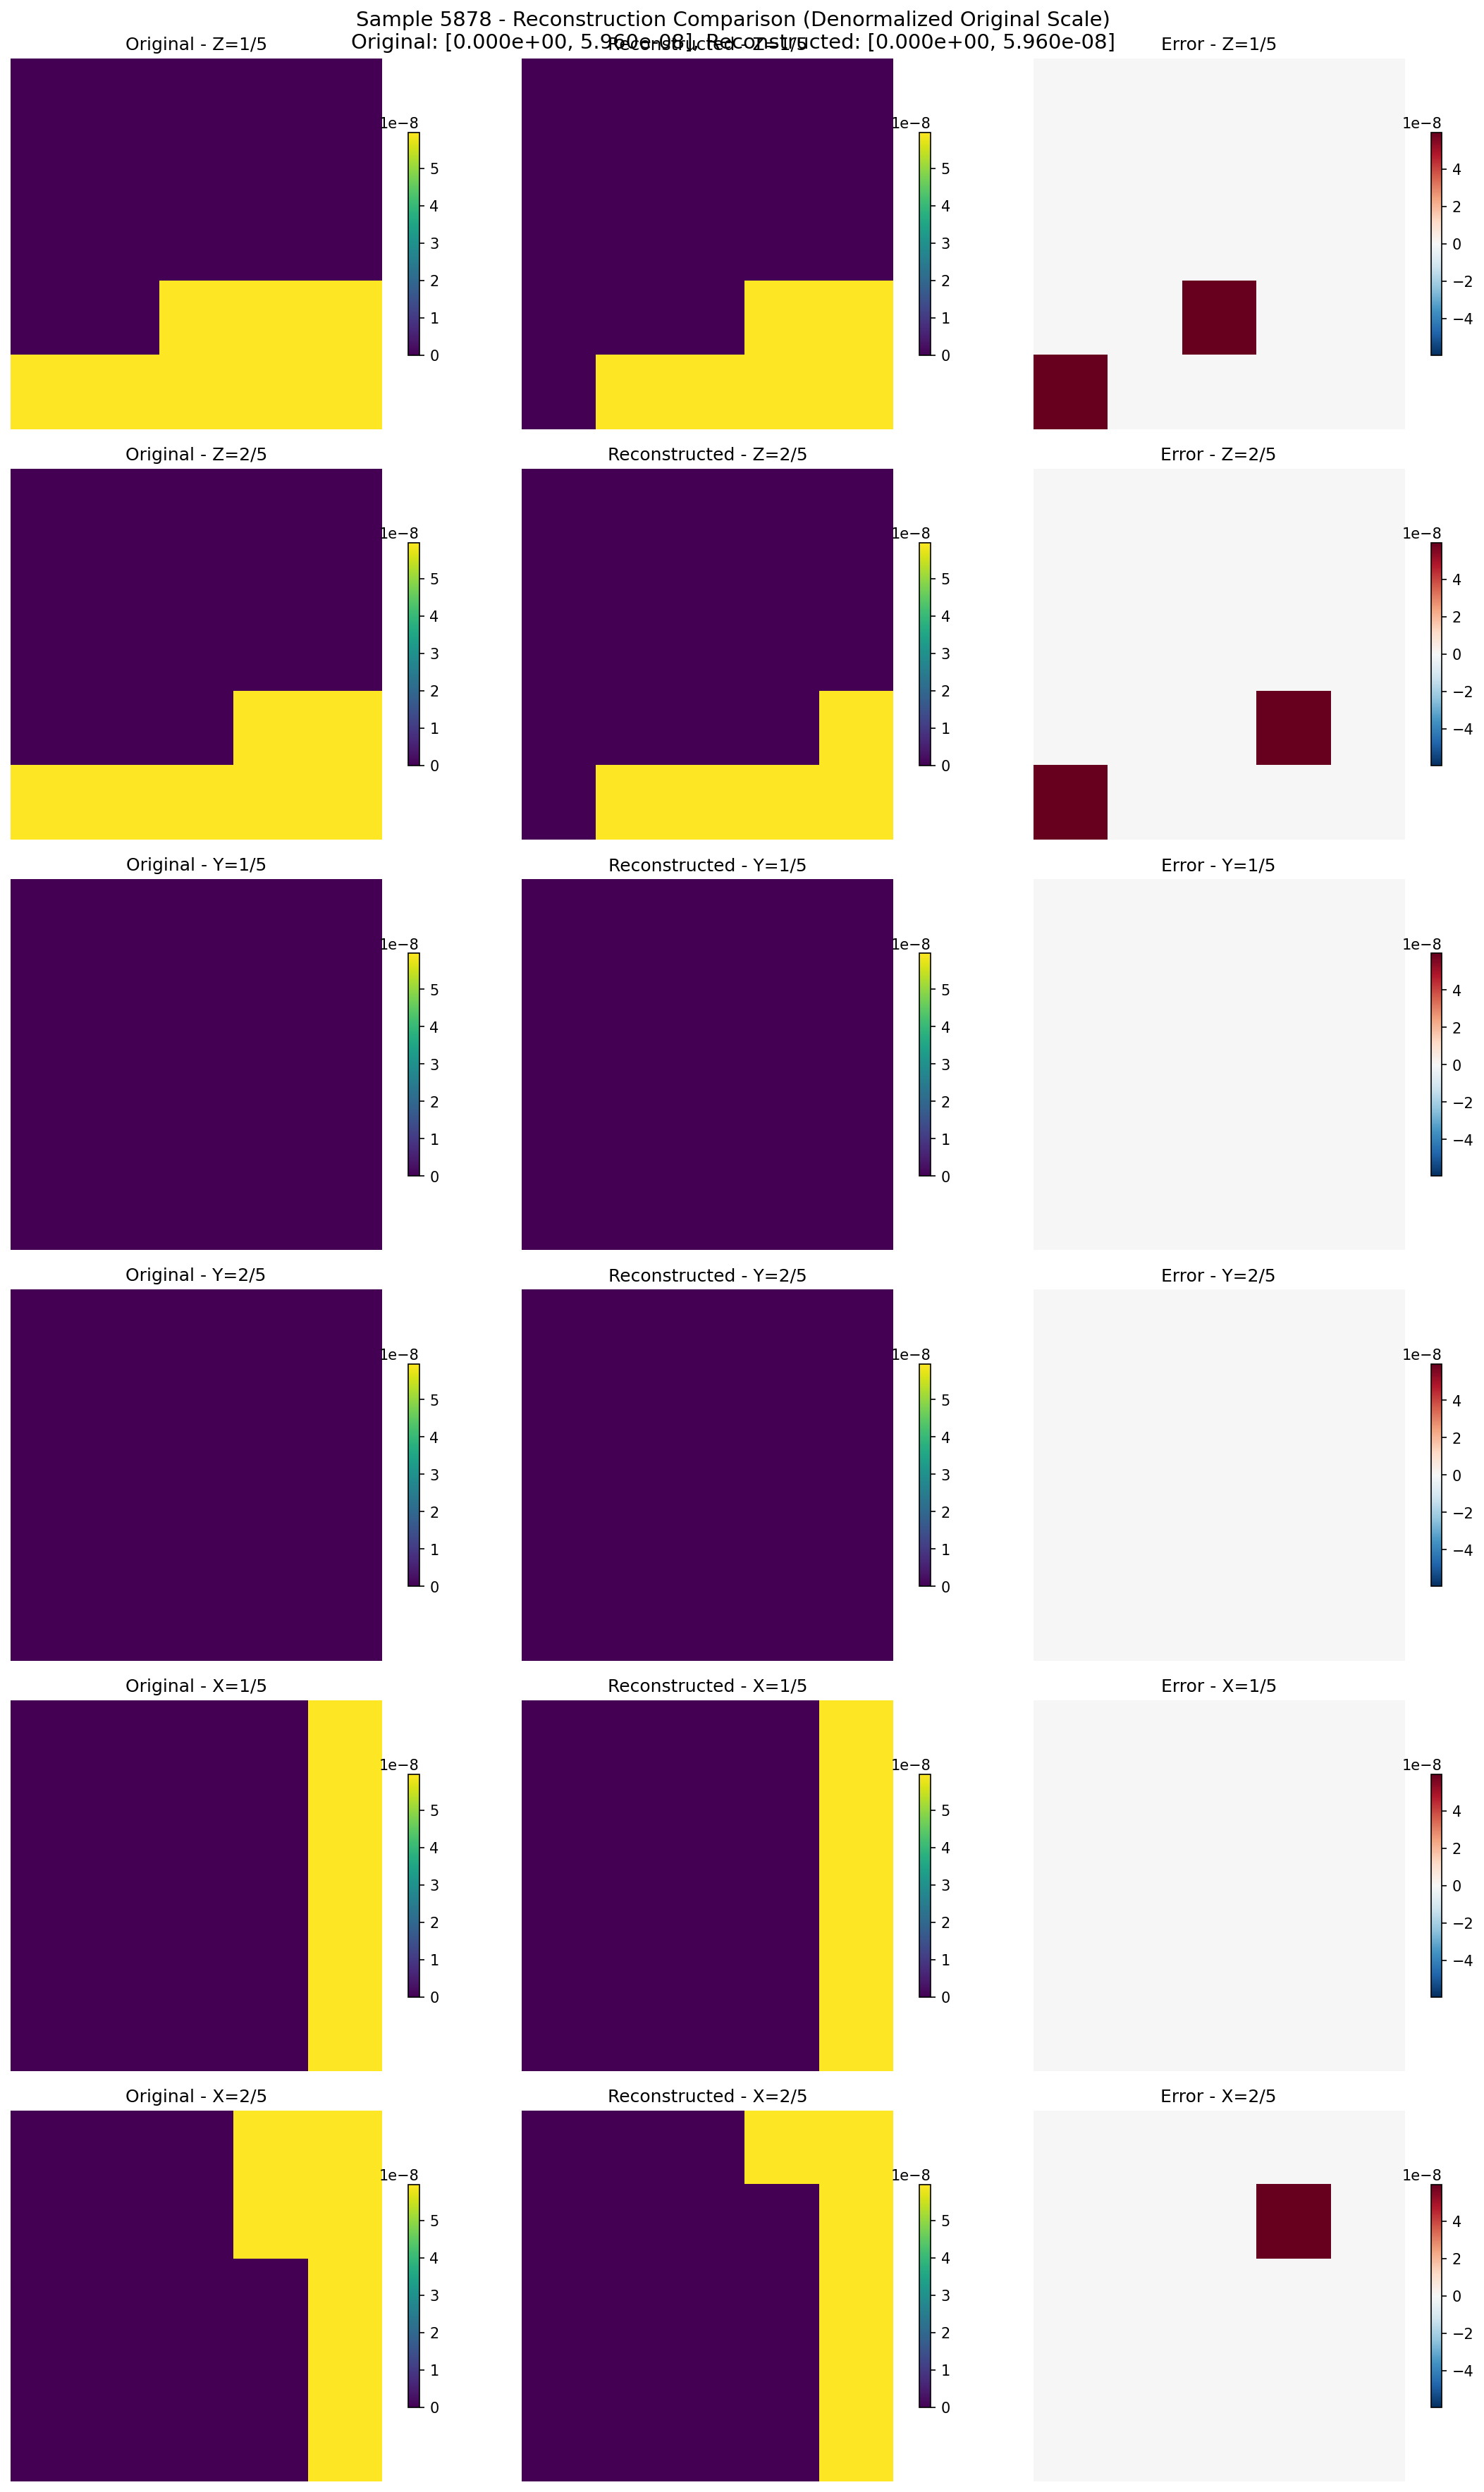 Sample 5878 - Reconstruction Comparison (Denormalized Original Scale)
Original: [0.000e+00, 5.960e-08], Reconstructed: [0.000e+00, 5.960e-08]
Original - Z=1/5
Reconstructed - Z=1/5
Error - Z=1/5
1e−8
5
4
3
2
1
0
1e−8
5
4
3
2
1
0
1e−8
4
2
0
−2
−4
Original - Z=2/5
Reconstructed - Z=2/5
Error - Z=2/5
1e−8
5
4
3
2
1
0
1e−8
5
4
3
2
1
0
1e−8
4
2
0
−2
−4
Original - Y=1/5
Reconstructed - Y=1/5
Error - Y=1/5
1e−8
5
4
3
2
1
0
1e−8
5
4
3
2
1
0
1e−8
4
2
0
−2
−4
Original - Y=2/5
Reconstructed - Y=2/5
Error - Y=2/5
1e−8
5
4
3
2
1
0
1e−8
5
4
3
2
1
0
1e−8
4
2
0
−2
−4
Original - X=1/5
Reconstructed - X=1/5
Error - X=1/5
1e−8
5
4
3
2
1
0
1e−8
5
4
3
2
1
0
1e−8
4
2
0
−2
−4
Original - X=2/5
Reconstructed - X=2/5
Error - X=2/5
1e−8
5
4
3
2
1
0
1e−8
5
4
3
2
1
0
1e−8
4
2
0
−2
−4